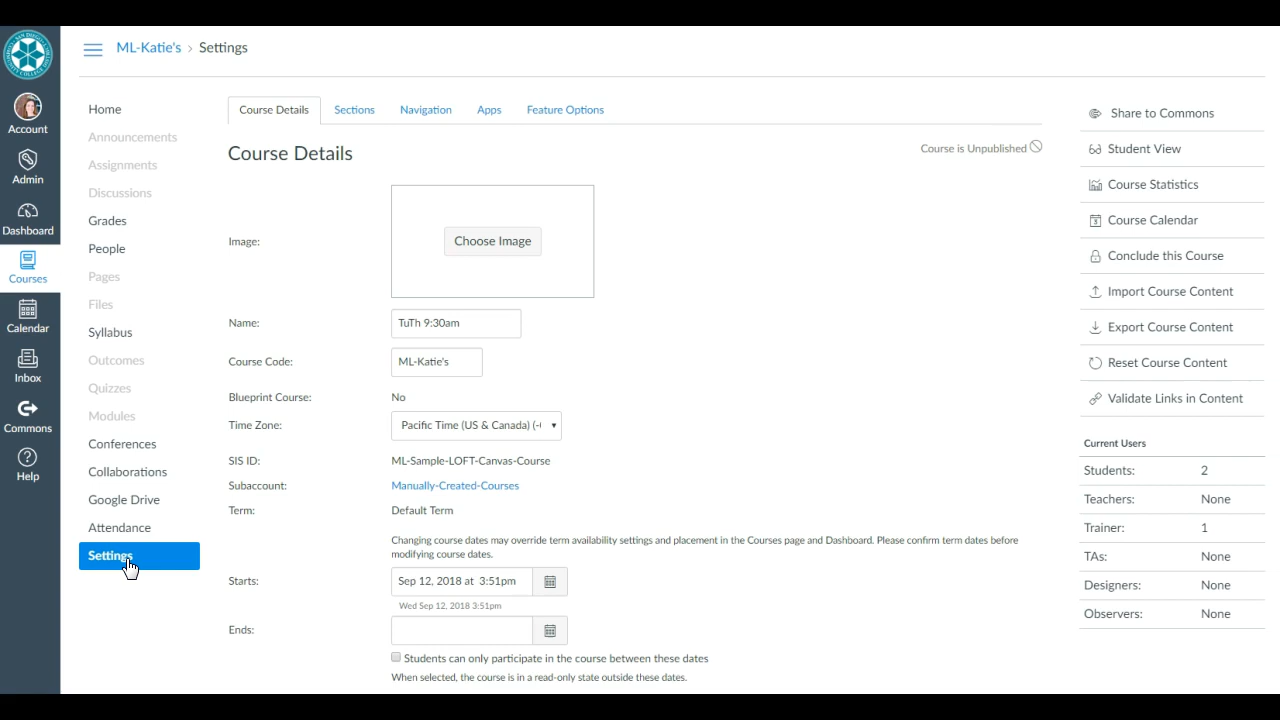 ML-Katie's › Settings
Account
Admin
Dashboard
Courses
Calendar
Inbox
Commons
Help
Home
Announcements
Assignments
Discussions
Grades
People
Pages
Files
Syllabus
Outcomes
Quizzes
Modules
Conferences
Collaborations
Google Drive
Attendance
Settings
Course Details Sections Navigation Apps Feature Options
Course Details
Course is Unpublished
Image:
Choose Image
Name:
TuTh 9:30am
Course Code:
ML-Katie's
Blueprint Course:
No
Time Zone:
Pacific Time (US & Canada) (-
SIS ID:
ML-Sample-LOFT-Canvas-Course
Subaccount:
Manually-Created-Courses
Term:
Default Term
Changing course dates may override term availability settings and placement in the Courses page and Dashboard. Please confirm term dates before
modifying course dates.
Starts:
Sep 12, 2018 at 3:51pm
Wed Sep 12, 2018 3:51pm
Ends:
Students can only participate in the course between these dates
When selected, the course is in a read-only state outside these dates.
Share to Commons
Student View
Course Statistics
Course Calendar
Conclude this Course
Import Course Content
Export Course Content
Reset Course Content
Validate Links in Content
Current Users
Students: 2
Teachers: None
Trainer: 1
TAs: None
Designers: None
Observers: None